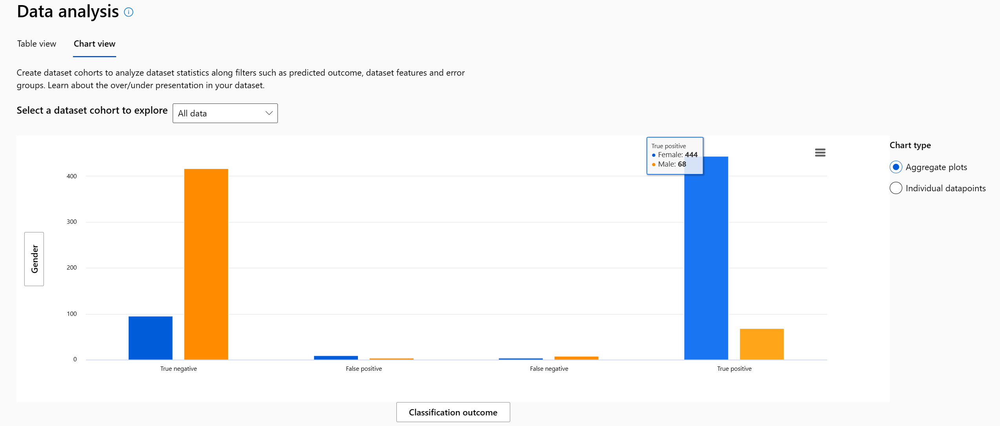 Data analysis
Table view
Chart view
Create dataset cohorts to analyze dataset statistics along filters such as predicted outcome, dataset features and error
groups. Learn about the over/under presentation in your dataset.
Select a dataset cohort to explore
All data
Gender
400
300
200
100
0
True positive
Female: 444
Male: 68
True negative
False positive
False negative
True positive
Classification outcome
Chart type
Aggregate plots
Individual datapoints